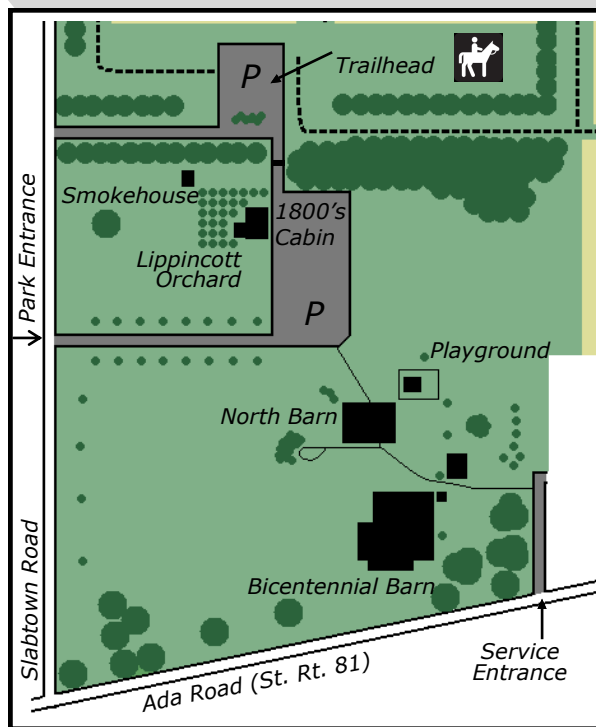 P
Trailhead
Smokehouse
1800's
Cabin
Lippincott
Orchard
Park Entrance
P
Playground
North Barn
Bicentennial Barn
Slabtown Road
Service
Entrance
Ada Road (St. Rt. 81)